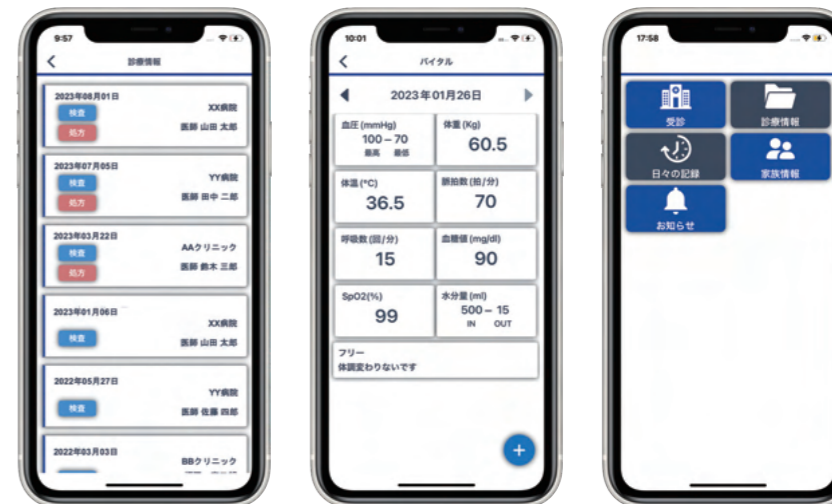 9:57
診療情報
2023年08月01日
検査
処方
XX病院
医師 山田 太郎
2023年07月05日
検査
処方
YY病院
医師 田中 二郎
2023年03月22日
検査
処方
AAクリニック
医師 鈴木 三郎
2023年01月06日
検査
XX病院
医師 山田 太郎
2022年05月27日
検査
YY病院
医師 佐藤 四郎
2022年03月03日
BBクリニック
10:01
バイタル
2023年01月26日
血圧 (mmHg)
100 – 70
最高 最低
体重 (Kg)
60.5
体温 (°C)
36.5
脈拍数 (拍/分)
70
呼吸数 (回/分)
15
血糖値 (mg/dl)
90
SpO2(%)
99
水分量 (ml)
500 – 15
IN OUT
フリー
体調変わりないです
+
17:58
受診
診療情報
日々の記録
家族情報
お知らせ